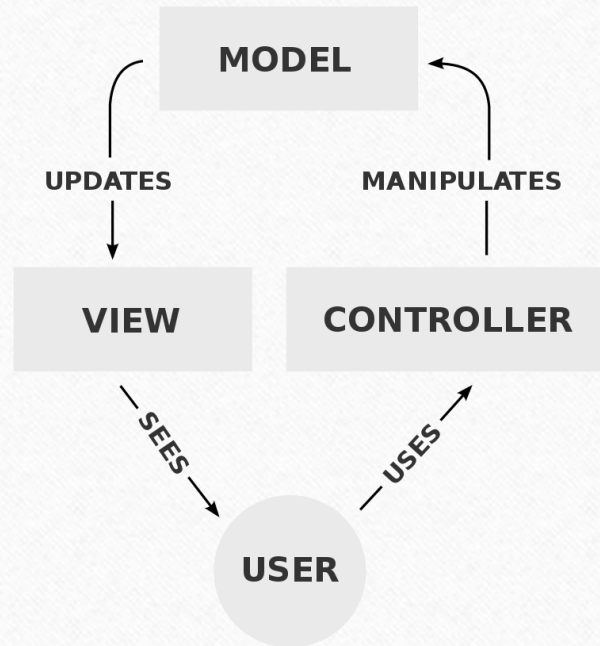 MODEL
UPDATES
MANIPULATES
VIEW
CONTROLLER
SEES
USES
USER